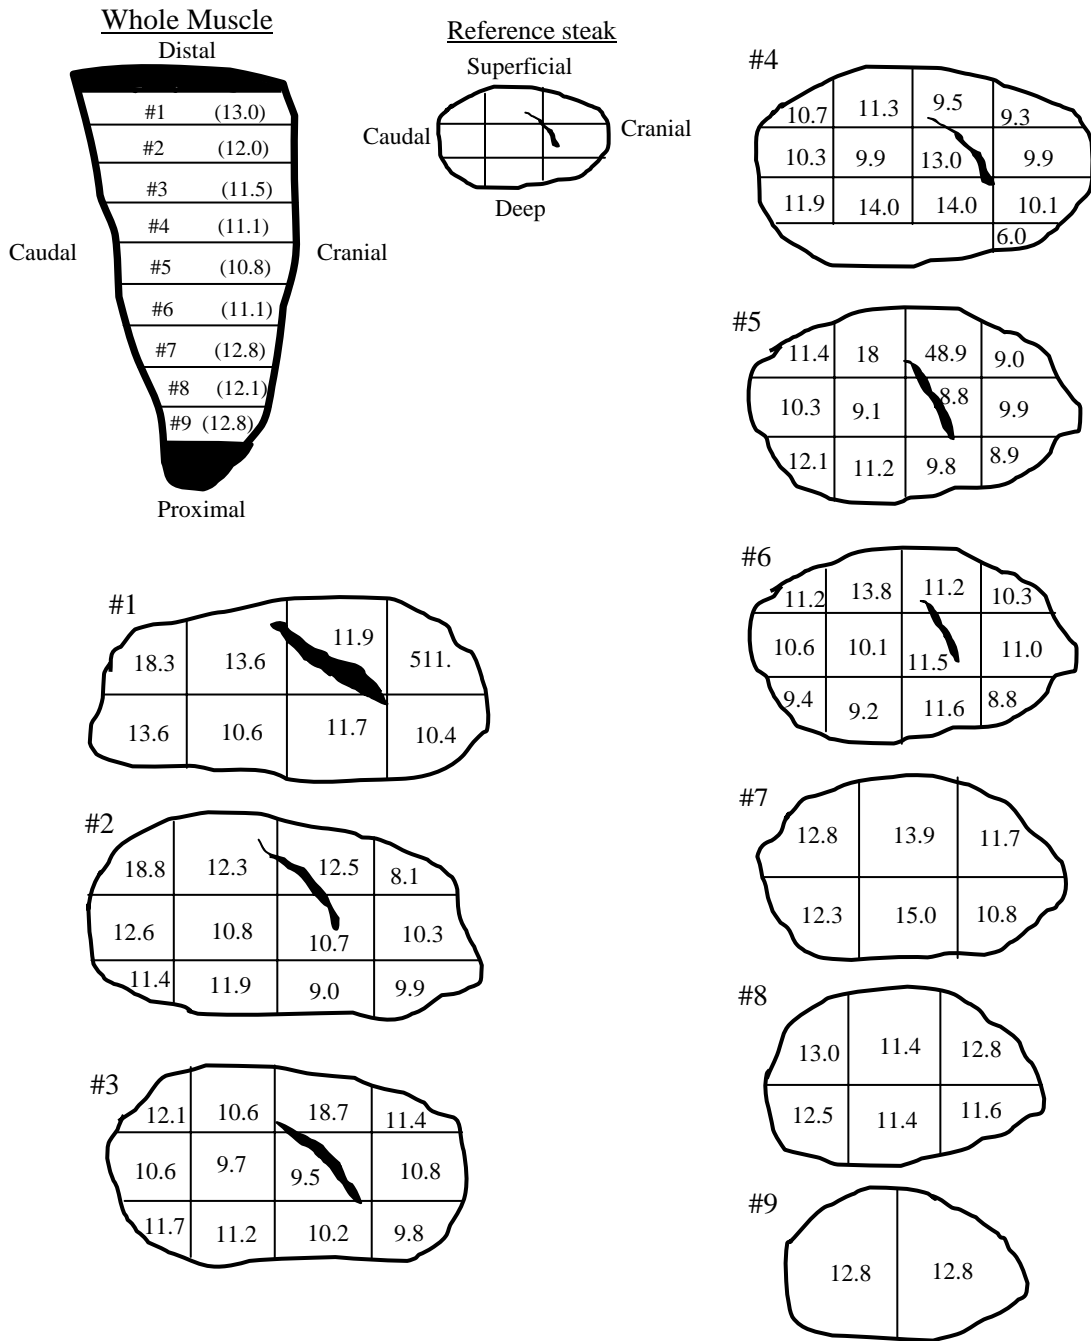 Whole Muscle
Distal
#1 (13.0)
#2 (12.0)
#3 (11.5)
#4 (11.1)
#5 (10.8)
#6 (11.1)
#7 (12.8)
#8 (12.1)
#9 (12.8)
Caudal
Cranial
Proximal
Reference steak
Superficial
Caudal
Cranial
Deep
#1
18.3 13.6 11.9 511.
13.6 10.6 11.7 10.4
#2
18.8 12.3 12.5 8.1
12.6 10.8 10.7 10.3
11.4 11.9 9.0 9.9
#3
12.1 10.6 18.7 11.4
10.6 9.7 9.5 10.8
11.7 11.2 10.2 9.8
#4
10.7 11.3 9.5 9.3
10.3 9.9 13.0 9.9
11.9 14.0 14.0 10.1
6.0
#5
11.4 18 48.9 9.0
10.3 9.1 8.8 9.9
12.1 11.2 9.8 8.9
#6
11.2 13.8 11.2 10.3
10.6 10.1 11.5 11.0
9.4 9.2 11.6 8.8
#7
12.8 13.9 11.7
12.3 15.0 10.8
#8
13.0 11.4 12.8
12.5 11.4 11.6
#9
12.8 12.8